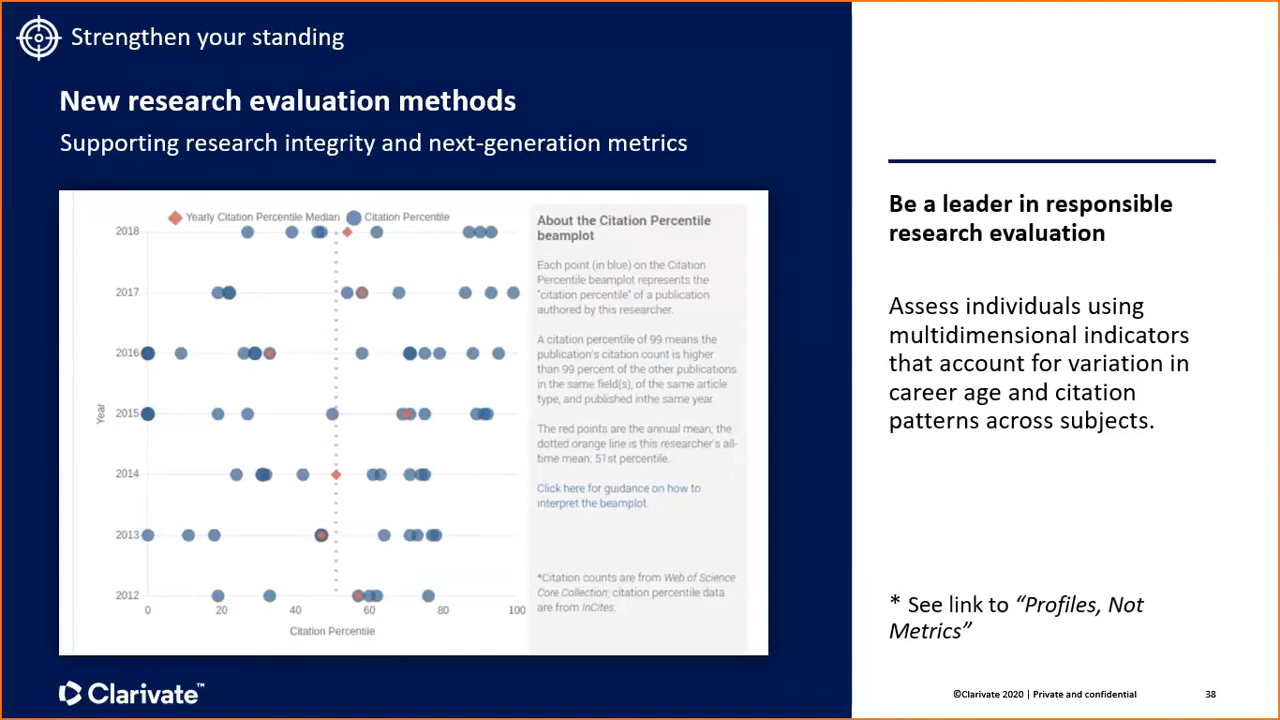 Strengthen your standing
New research evaluation methods
Supporting research integrity and next-generation metrics
Yearly Citation Percentile Median
Citation Percentile
2018
2017
2016
2015
2014
2013
2012
Year
0
20
40
60
80
100
Citation Percentile
About the Citation Percentile
beamplot
Each point (in blue) on the Citation
Percentile beamplot represents the
"citation percentile" of a publication
authored by this researcher.
A citation percentile of 99 means the
publication's citation count is higher
than 99 percent of the other publications
in the same field(s), of the same article
type, and published inthe same year.
The red points are the annual mean; the
dotted orange line is this researcher's all-
time mean: 51st percentile.
Click here for guidance on how to
interpret the beamplot.
*Citation counts are from Web of Science
Core Collection; citation percentile data
are from InCites.
Be a leader in responsible
research evaluation
Assess individuals using
multidimensional indicators
that account for variation in
career age and citation
patterns across subjects.
* See link to “Profiles, Not
Metrics”
Clarivate™
©Clarivate 2020 | Private and confidential
38